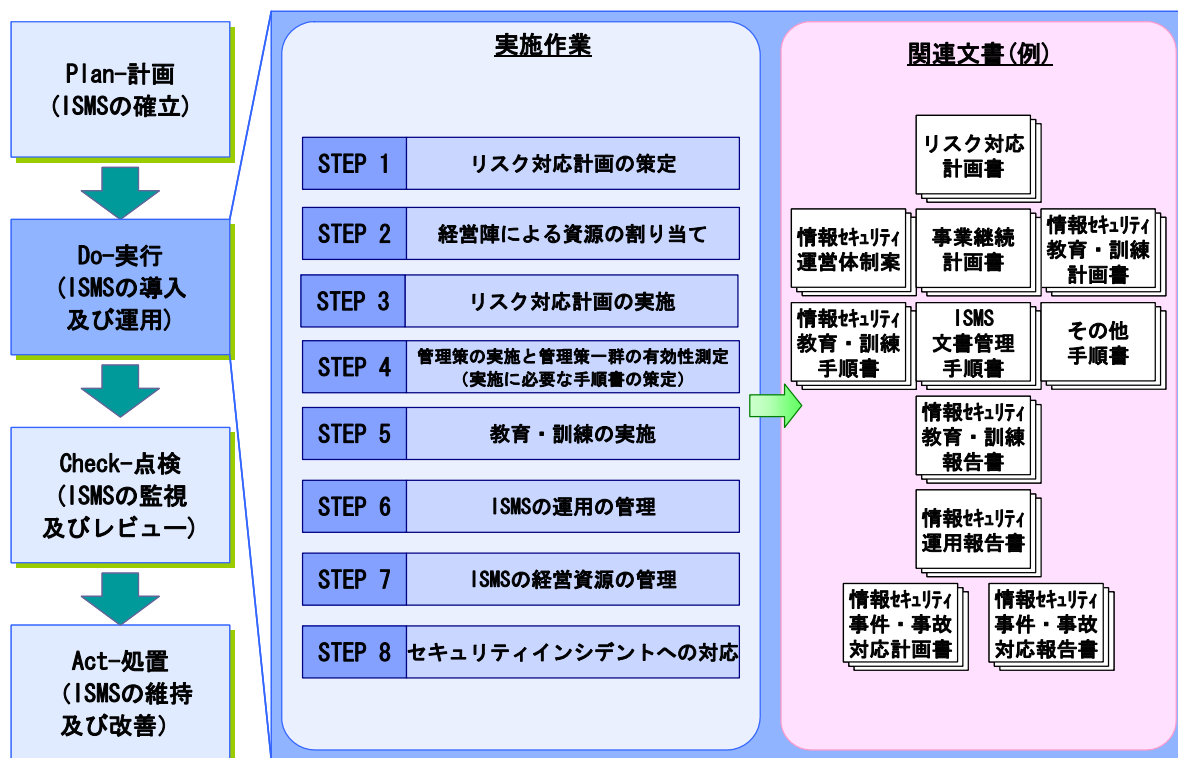 Plan-計画
(ISMSの確立)
Do-実行
(ISMSの導入
及び運用)
Check-点検
(ISMSの監視
及びレビュー)
Act-処置
(ISMSの維持
及び改善)
実施作業
STEP 1 リスク対応計画の策定
STEP 2 経営陣による資源の割り当て
STEP 3 リスク対応計画の実施
STEP 4 管理策の実施と管理策一群の有効性測定
(実施に必要な手順書の策定)
STEP 5 教育・訓練の実施
STEP 6 ISMSの運用の管理
STEP 7 ISMSの経営資源の管理
STEP 8 セキュリティインシデントへの対応
関連文書(例)
リスク対応
計画書
情報ｾｷｭﾘﾃｨ
運営体制案
事業継続
計画書
情報ｾｷｭﾘﾃｨ
教育・訓練
計画書
情報ｾｷｭﾘﾃｨ
教育・訓練
手順書
ISMS
文書管理
手順書
その他
手順書
情報ｾｷｭﾘﾃｨ
教育・訓練
報告書
情報ｾｷｭﾘﾃｨ
運用報告書
情報ｾｷｭﾘﾃｨ
事件・事故
対応計画書
情報ｾｷｭﾘﾃｨ
事件・事故
対応報告書